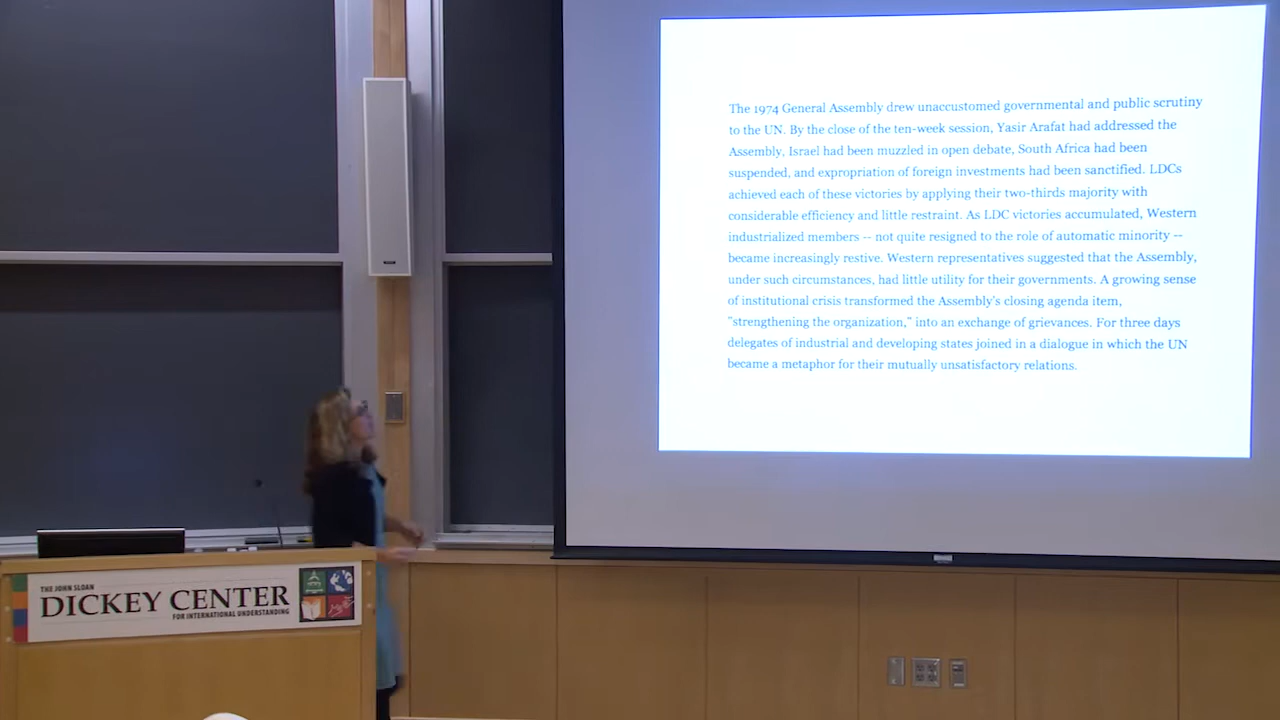 The 1974 General Assembly drew unaccustomed governmental and public scrutiny
to the UN. By the close of the ten-week session, Yasir Arafat had addressed the
Assembly, Israel had been muzzled in open debate, South Africa had been
suspended, and expropriation of foreign investments had been sanctified. LDCs
achieved each of these victories by applying their two-thirds majority with
considerable efficiency and little restraint. As LDC victories accumulated, Western
industrialized members -- not quite resigned to the role of automatic minority --
became increasingly restive. Western representatives suggested that the Assembly,
under such circumstances, had little utility for their governments. A growing sense
of institutional crisis transformed the Assembly's closing agenda item,
"strengthening the organization," into an exchange of grievances. For three days
delegates of industrial and developing states joined in a dialogue in which the UN
became a metaphor for their mutually unsatisfactory relations.
THE JOHN SLOAN
DICKEY CENTER
FOR INTERNATIONAL UNDERSTANDING